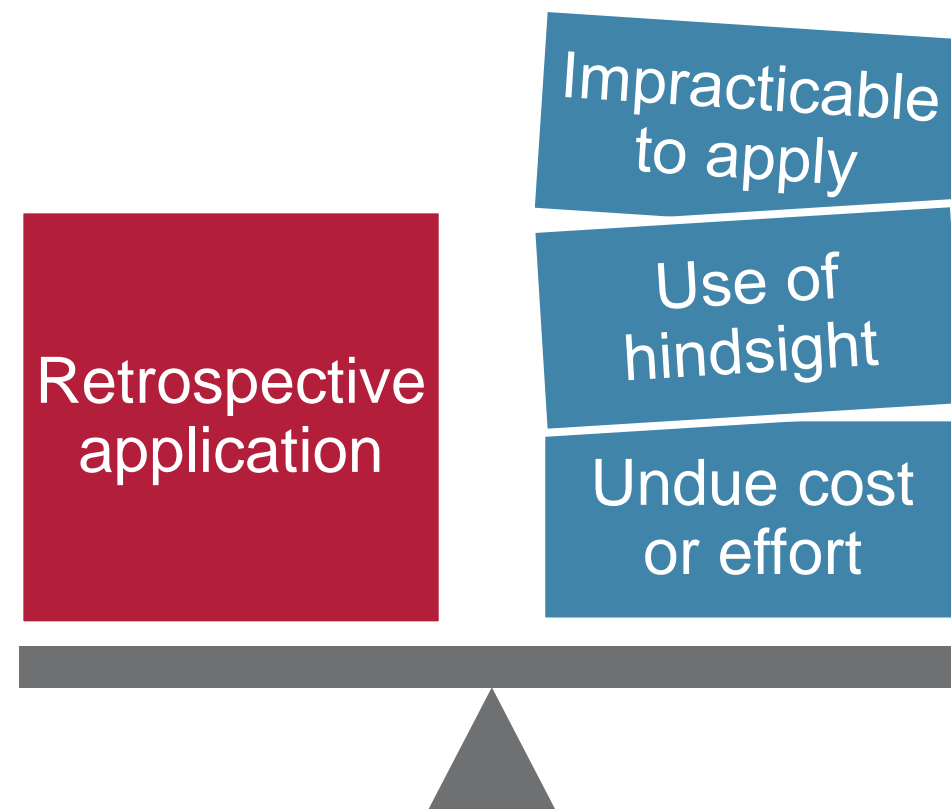 Retrospective
application
Impracticable
to apply
Use of
hindsight
Undue cost
or effort